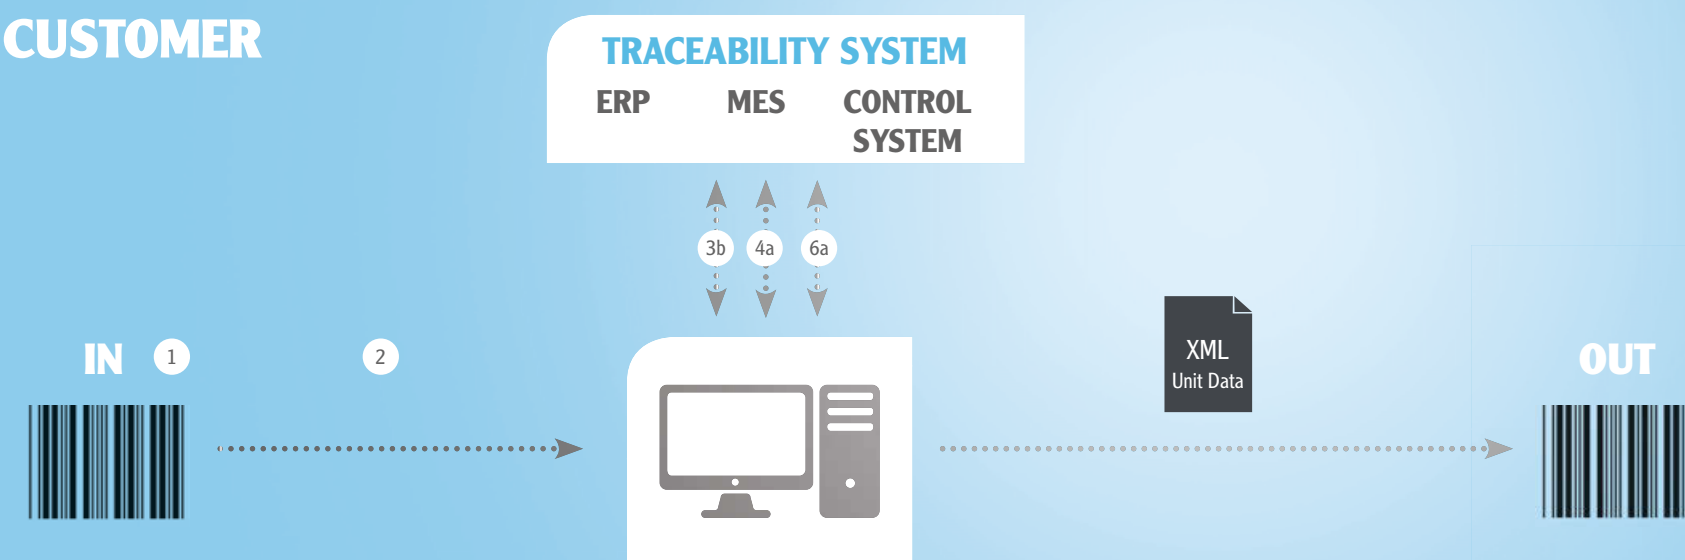 CUSTOMER
TRACEABILITY SYSTEM
ERP MES CONTROL
SYSTEM
3b 4a 6a
IN 1 2
XML
Unit Data
OUT